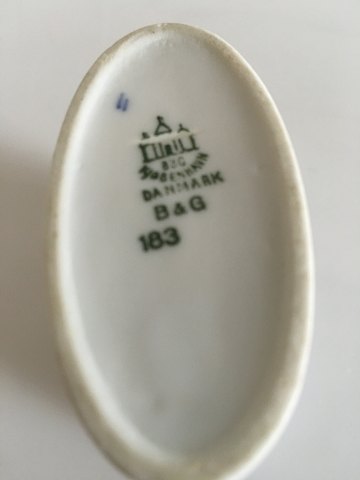 B&G
KJØBENHAVN
DANMARK
B & G
183